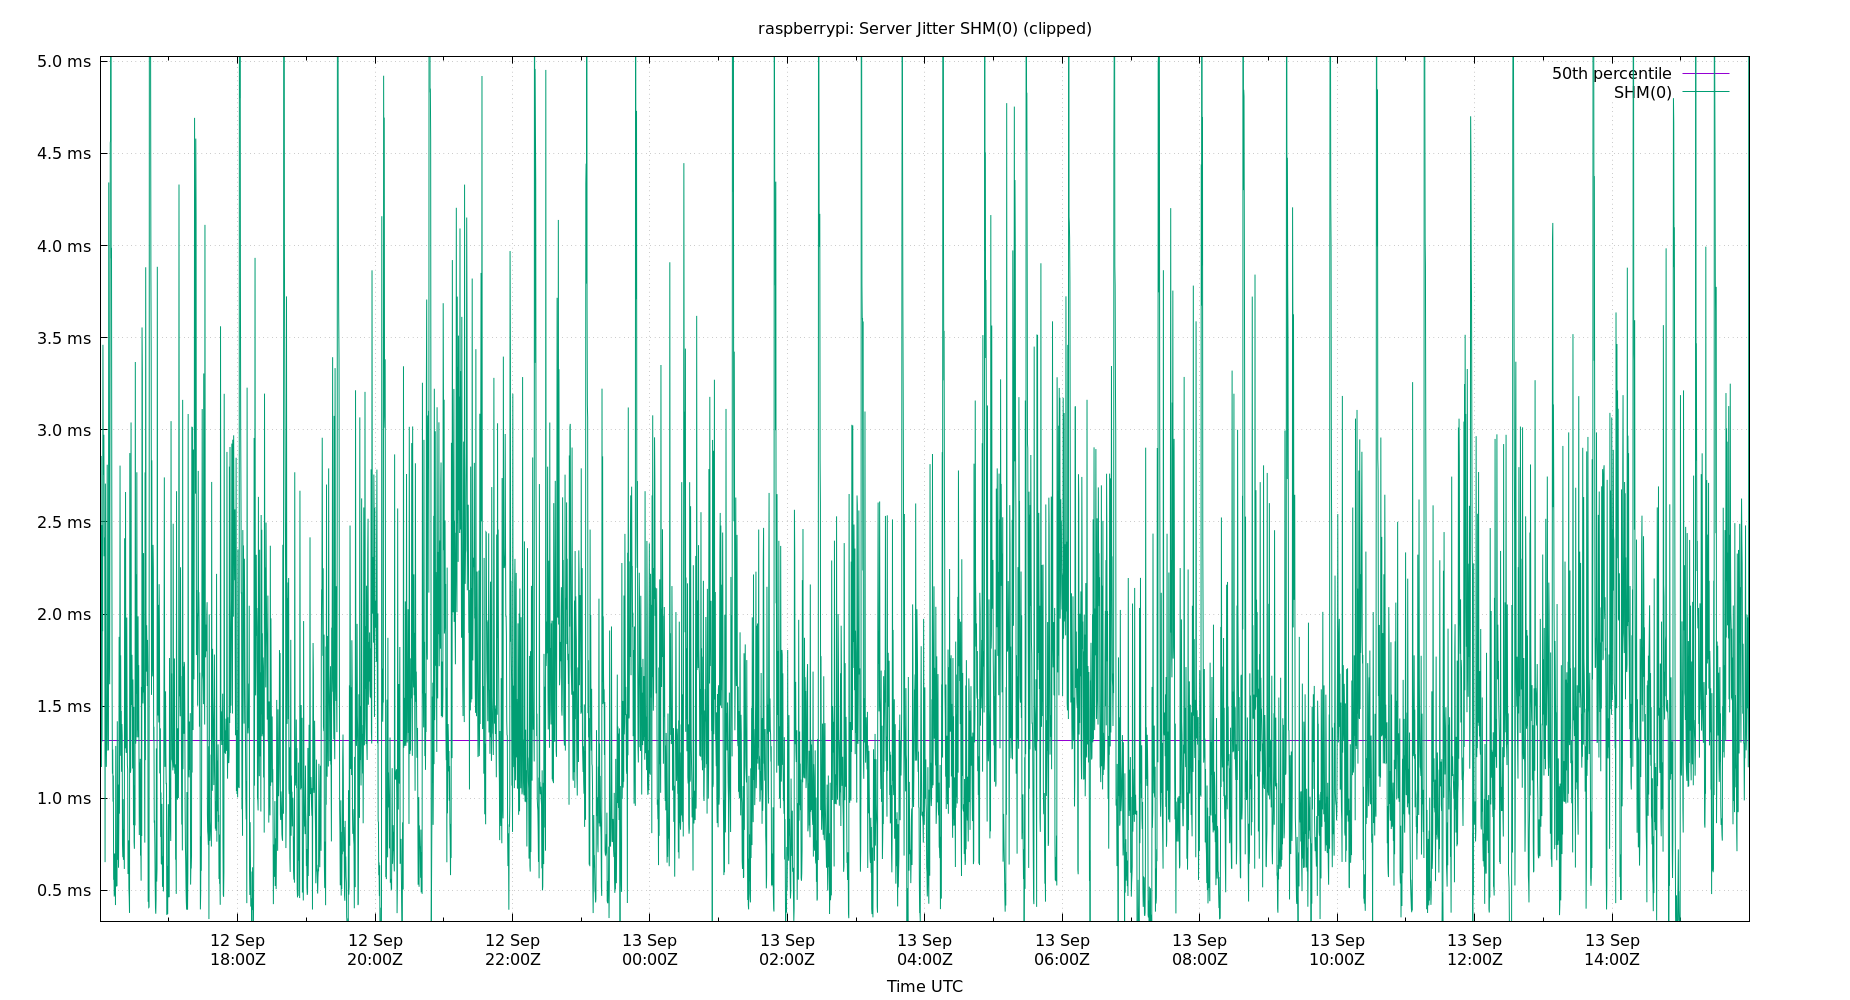 raspberrypi: Server Jitter SHM(0) (clipped)
50th percentile
SHM(0)
5.0 ms
4.5 ms
4.0 ms
3.5 ms
3.0 ms
2.5 ms
2.0 ms
1.5 ms
1.0 ms
0.5 ms
12 Sep 12 Sep 12 Sep 13 Sep 13 Sep 13 Sep 13 Sep 13 Sep 13 Sep 13 Sep 13 Sep
18:00Z 20:00Z 22:00Z 00:00Z 02:00Z 04:00Z 06:00Z 08:00Z 10:00Z 12:00Z 14:00Z
Time UTC